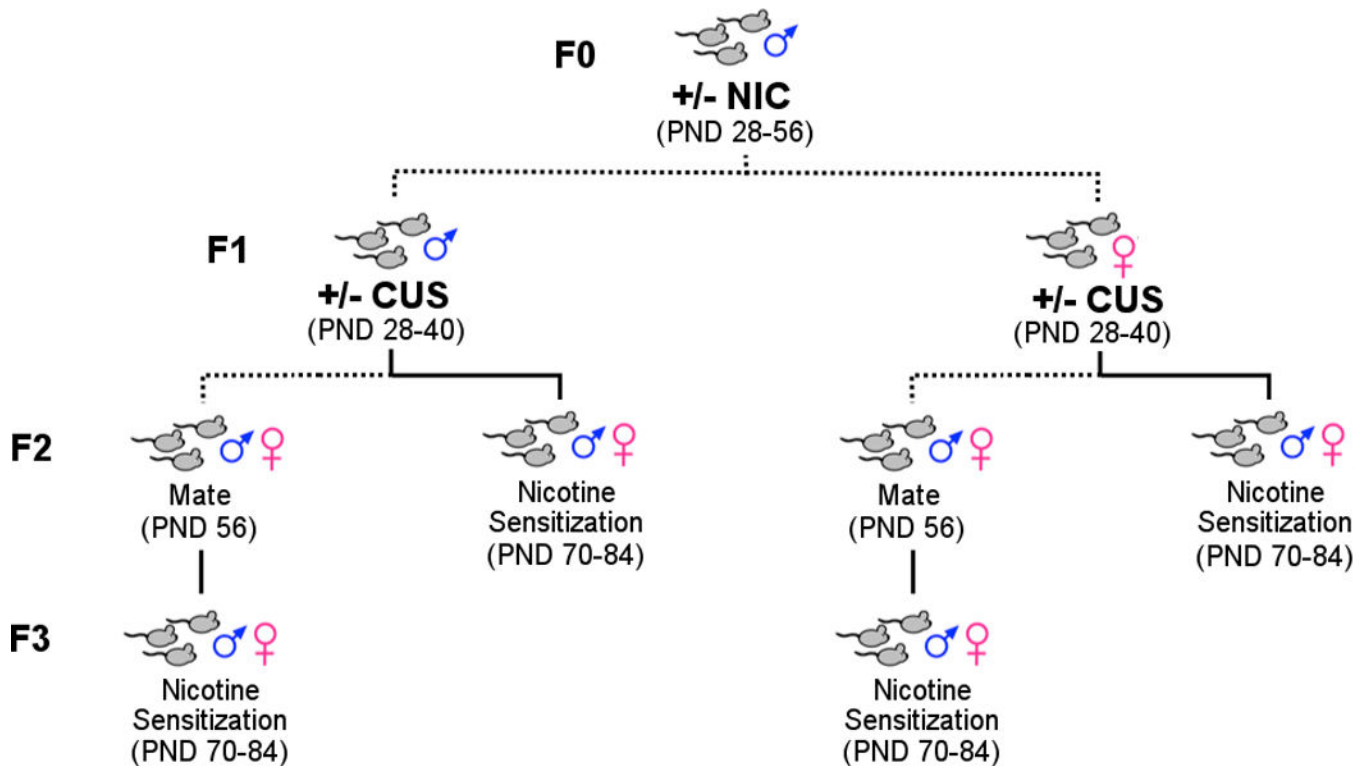 F0
+/- NIC
(PND 28-56)
F1
+/- CUS
(PND 28-40)
+/- CUS
(PND 28-40)
F2
Mate
(PND 56)
Nicotine
Sensitization
(PND 70-84)
Mate
(PND 56)
Nicotine
Sensitization
(PND 70-84)
F3
Nicotine
Sensitization
(PND 70-84)
Nicotine
Sensitization
(PND 70-84)